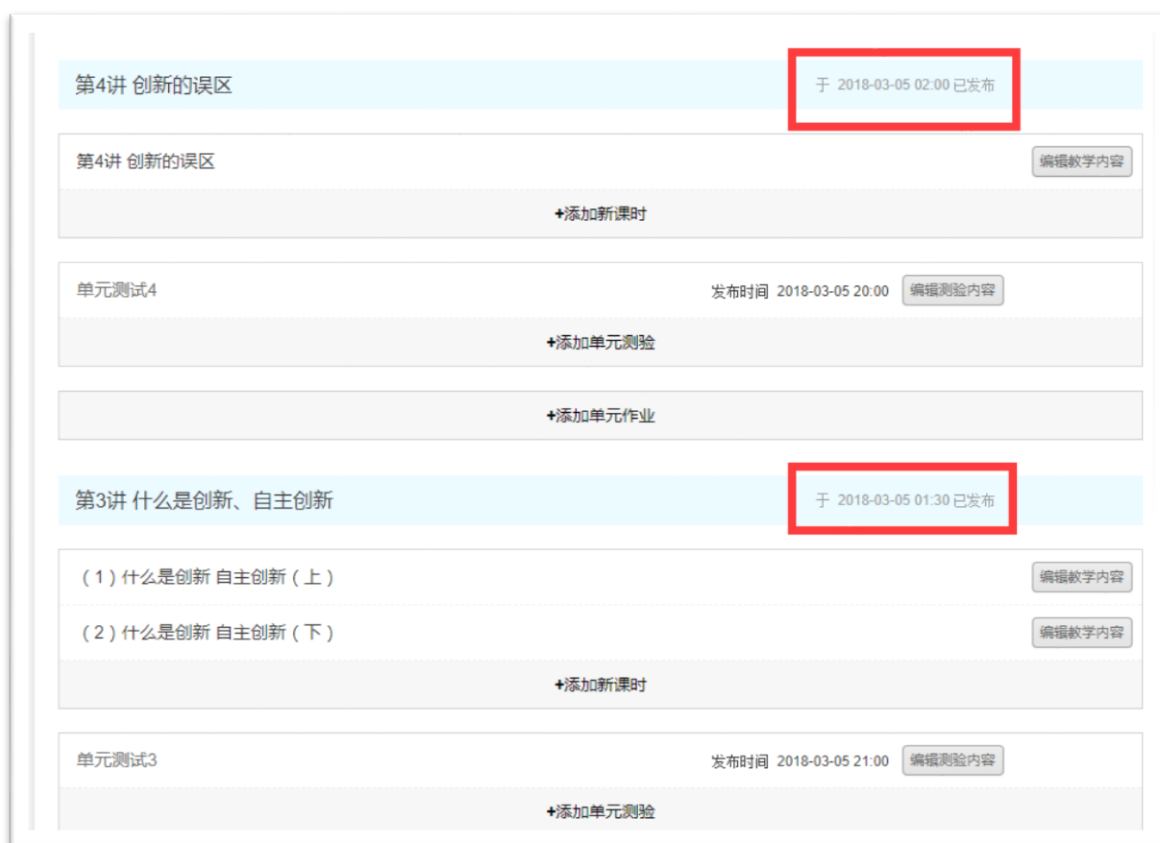 第4讲 创新的误区 于 2018-03-05 02:00 已发布
第4讲 创新的误区 编辑教学内容
+添加新课时
单元测试4 发布时间 2018-03-05 20:00 编辑测验内容
+添加单元测验
+添加单元作业
第3讲 什么是创新、自主创新 于 2018-03-05 01:30 已发布
（1）什么是创新 自主创新（上） 编辑教学内容
（2）什么是创新 自主创新（下） 编辑教学内容
+添加新课时
单元测试3 发布时间 2018-03-05 21:00 编辑测验内容
+添加单元测验